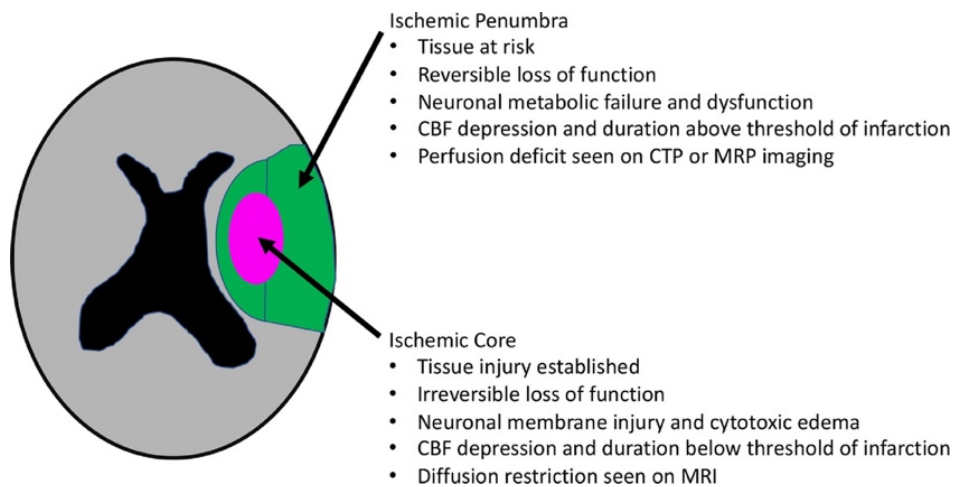 Ischemic Penumbra
• Tissue at risk
• Reversible loss of function
• Neuronal metabolic failure and dysfunction
• CBF depression and duration above threshold of infarction
• Perfusion deficit seen on CTP or MRP imaging
Ischemic Core
• Tissue injury established
• Irreversible loss of function
• Neuronal membrane injury and cytotoxic edema
• CBF depression and duration below threshold of infarction
• Diffusion restriction seen on MRI